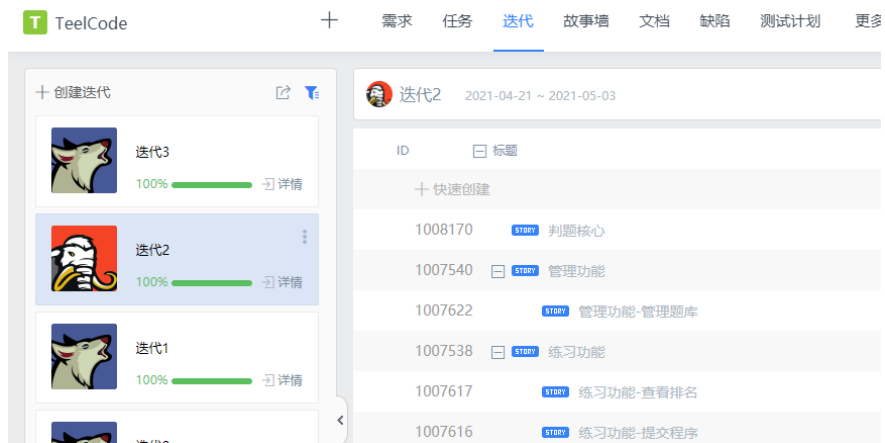 T TeelCode
需求 任务 迭代 故事墙 文档 缺陷 测试计划 更多
创建迭代
迭代3
100% 详情
迭代2
100% 详情
迭代1
100% 详情
迭代2 2021-04-21 ~ 2021-05-03
ID 标题
快速创建
1008170 STORY 判题核心
1007540 STORY 管理功能
1007622 STORY 管理功能-管理题库
1007538 STORY 练习功能
1007617 STORY 练习功能-查看排名
1007616 STORY 练习功能-提交程序